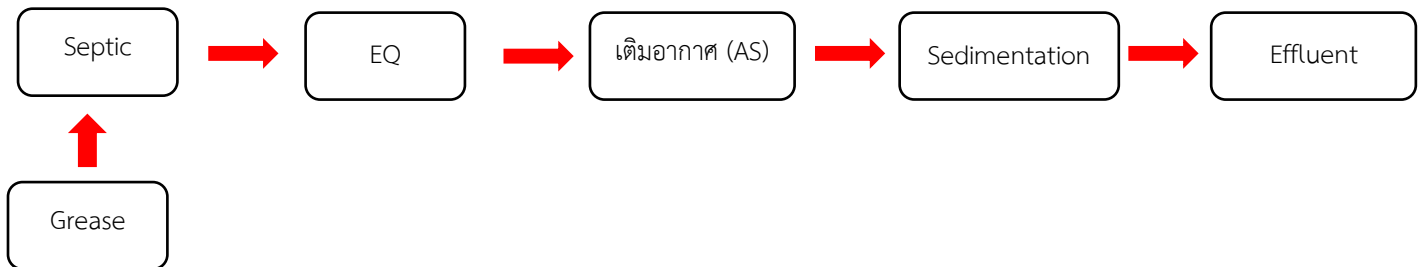 Septic
EQ
เติมอากาศ (AS)
Sedimentation
Effluent
Grease